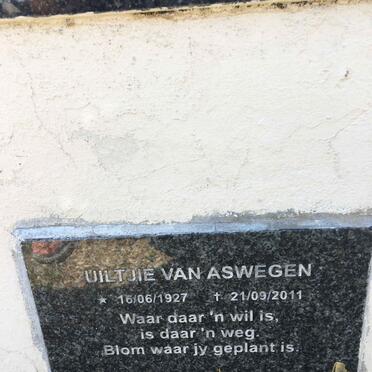 UILTJIE VAN ASWEGEN
★ 16/06/1927 ✝ 21/09/2011
Waar daar 'n wil is,
is daar 'n weg.
Blom waar jy geplant is.